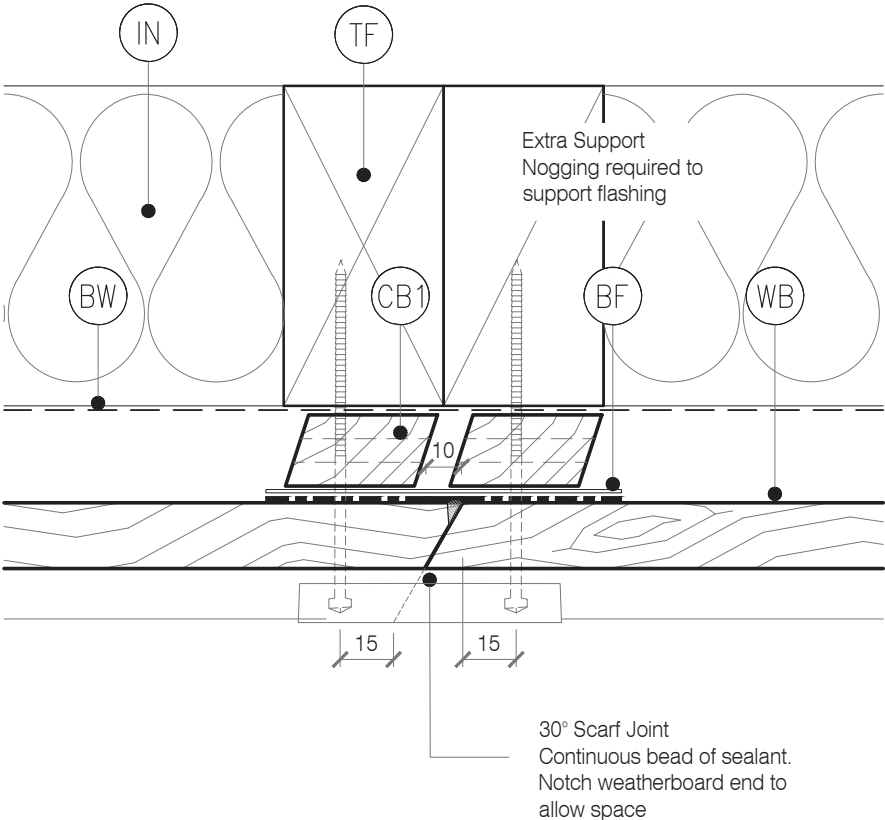 IN
TF
Extra Support
Nogging required to
support flashing
BW
CB1
BF
WB
10
15
15
30° Scarf Joint
Continuous bead of sealant.
Notch weatherboard end to
allow space